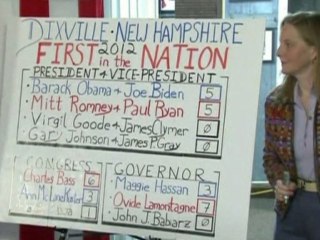 DIXVILLE · NEW HAMPSHIRE
FIRST 2012 in the NATION
PRESIDENT & VICE-PRESIDENT
Barack Obama & Joe Biden 5
Mitt Romney & Paul Ryan 5
Virgil Goode & James Clymer 0
Gary Johnson & James P. Gray 0
CONGRESS
Charles Bass 6
Ann McLane Kuster 3
1
GOVERNOR
Maggie Hassan 3
Ovide Lamontagne 7
John J. Babiarz 0